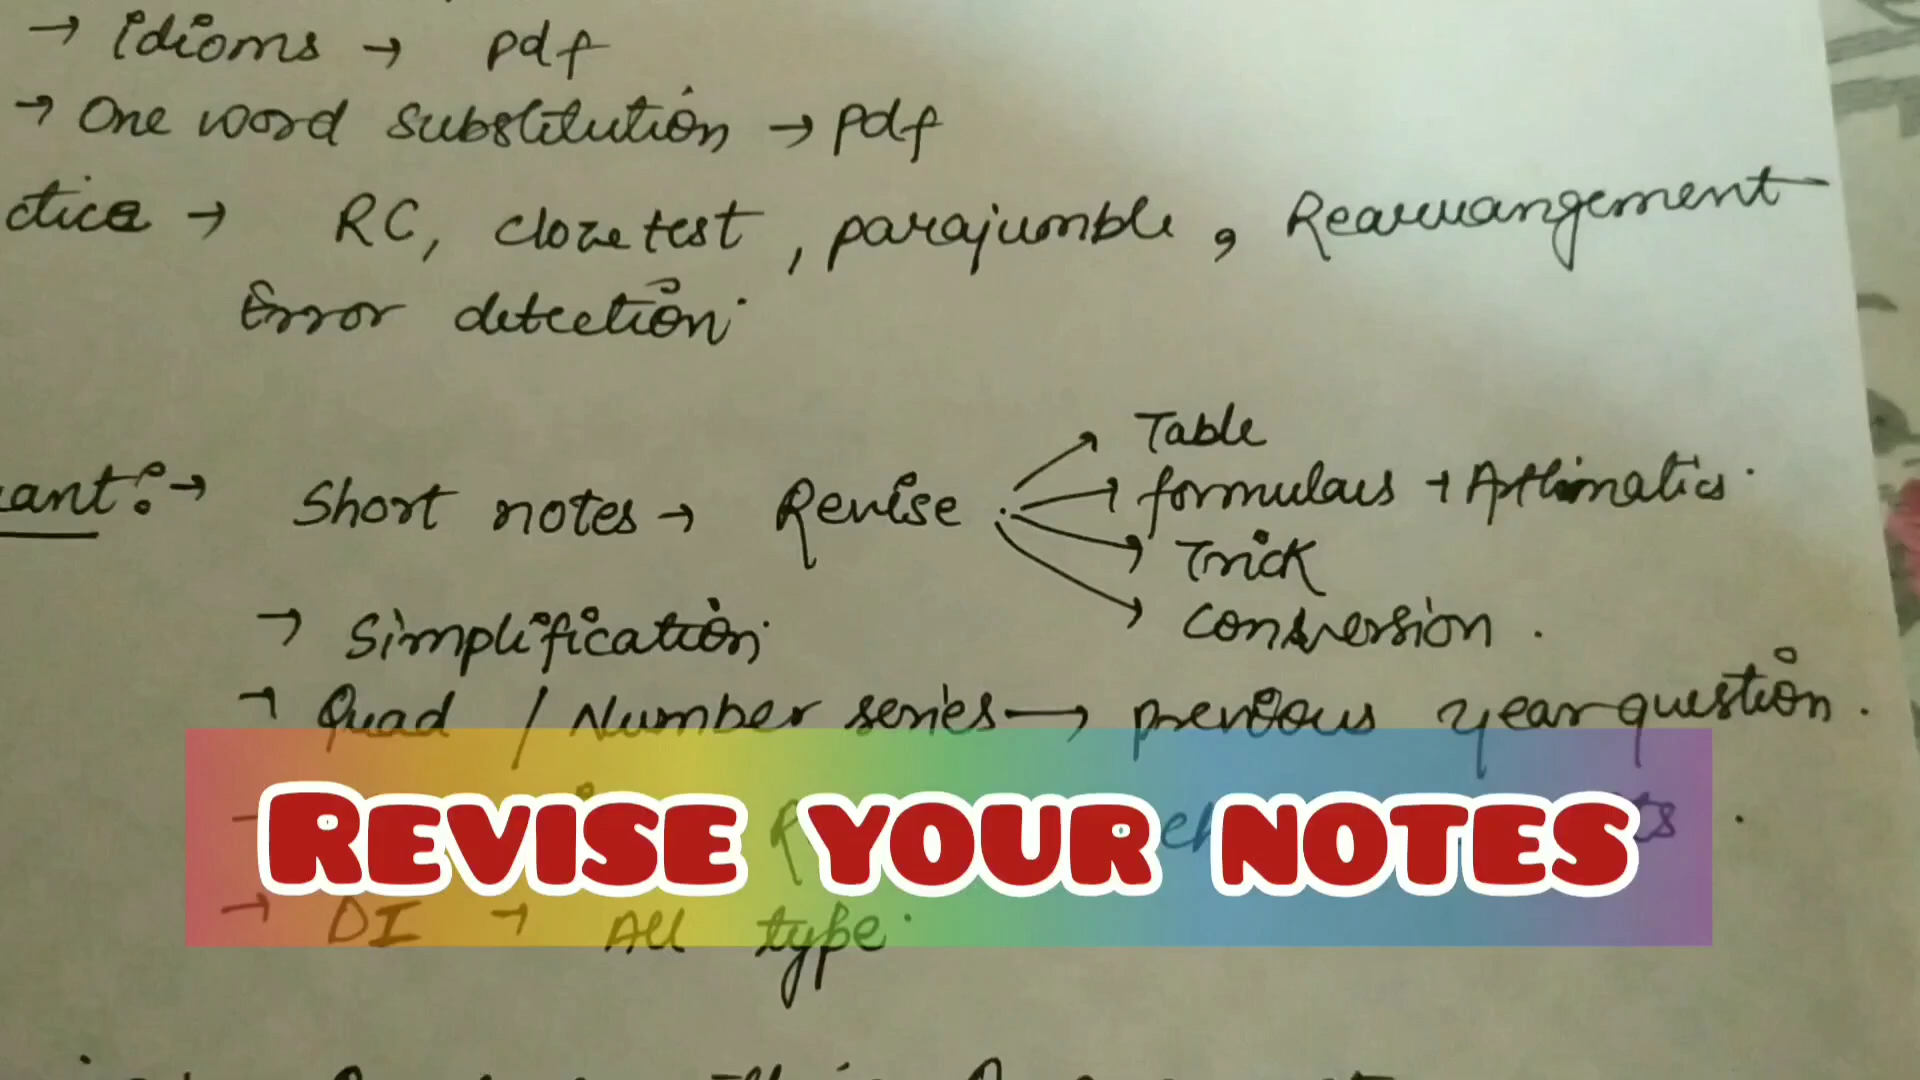 → Idioms → pdf
→ One word substitution → pdf
ctice → RC, cloze test, parajumble, Rearrangement
Error detection.
ant:→ Short notes → Revise
Table
formulas + Arthmatics.
Trick
conversion.
→ Simplification.
→ Quad / Number series → previous year question.
REVISE YOUR NOTES
→ DI → All type.